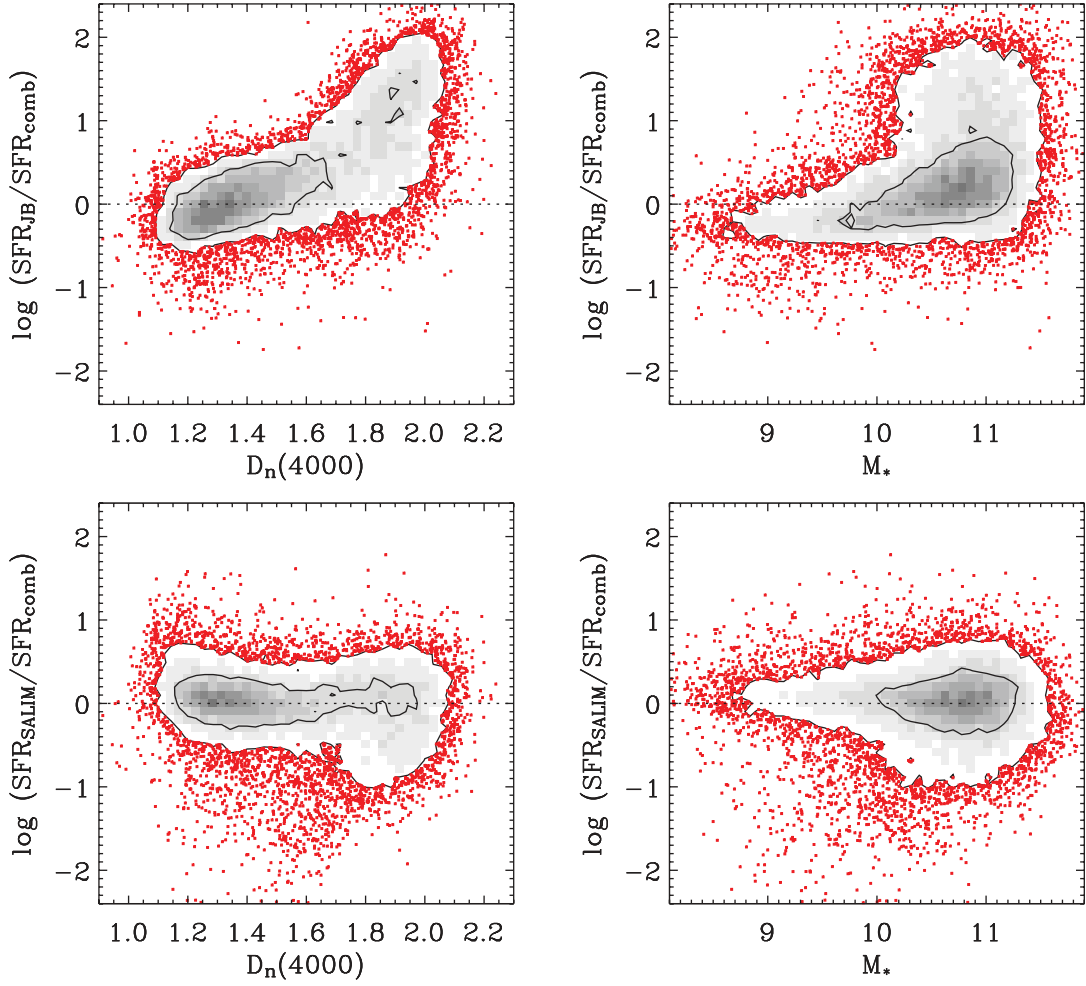 log (SFR_JB/SFR_comb)
2
1
0
−1
−2
1.0 1.2 1.4 1.6 1.8 2.0 2.2
D_n(4000)
log (SFR_JB/SFR_comb)
2
1
0
−1
−2
9 10 11
M_*
log (SFR_SALIM/SFR_comb)
2
1
0
−1
−2
1.0 1.2 1.4 1.6 1.8 2.0 2.2
D_n(4000)
log (SFR_SALIM/SFR_comb)
2
1
0
−1
−2
9 10 11
M_*